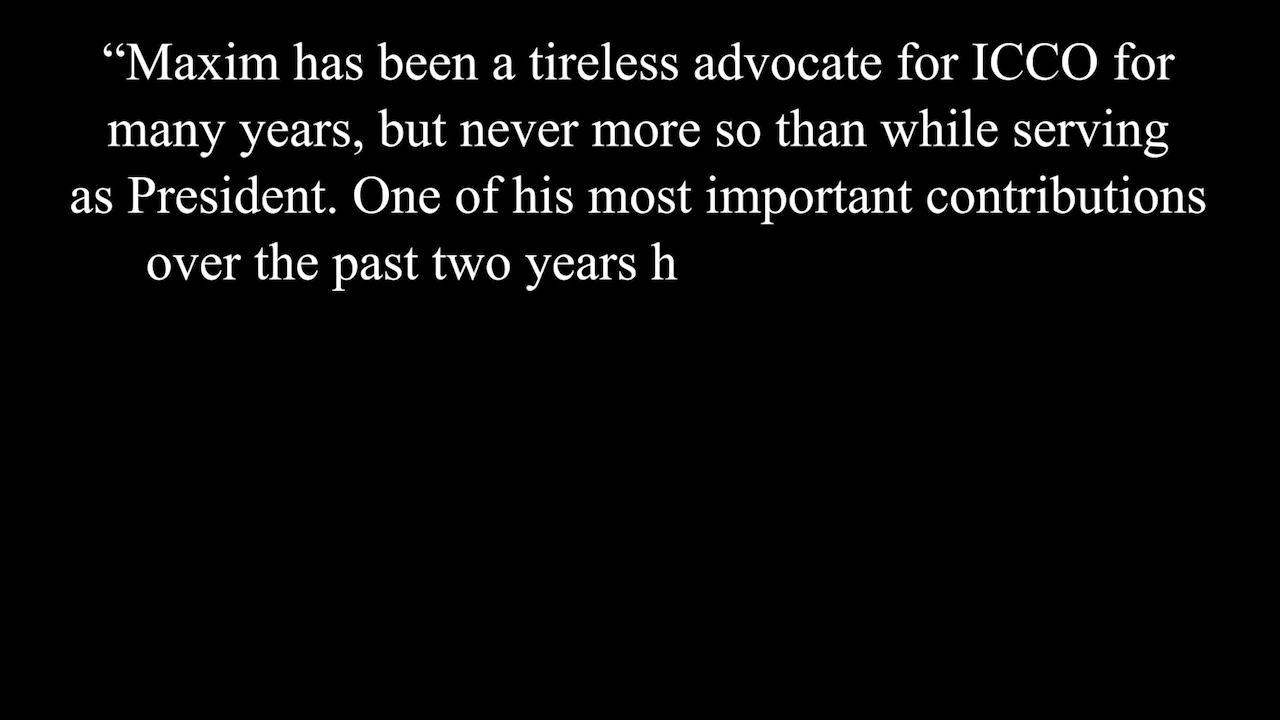 “Maxim has been a tireless advocate for ICCO for
many years, but never more so than while serving
as President. One of his most important contributions
over the past two years h